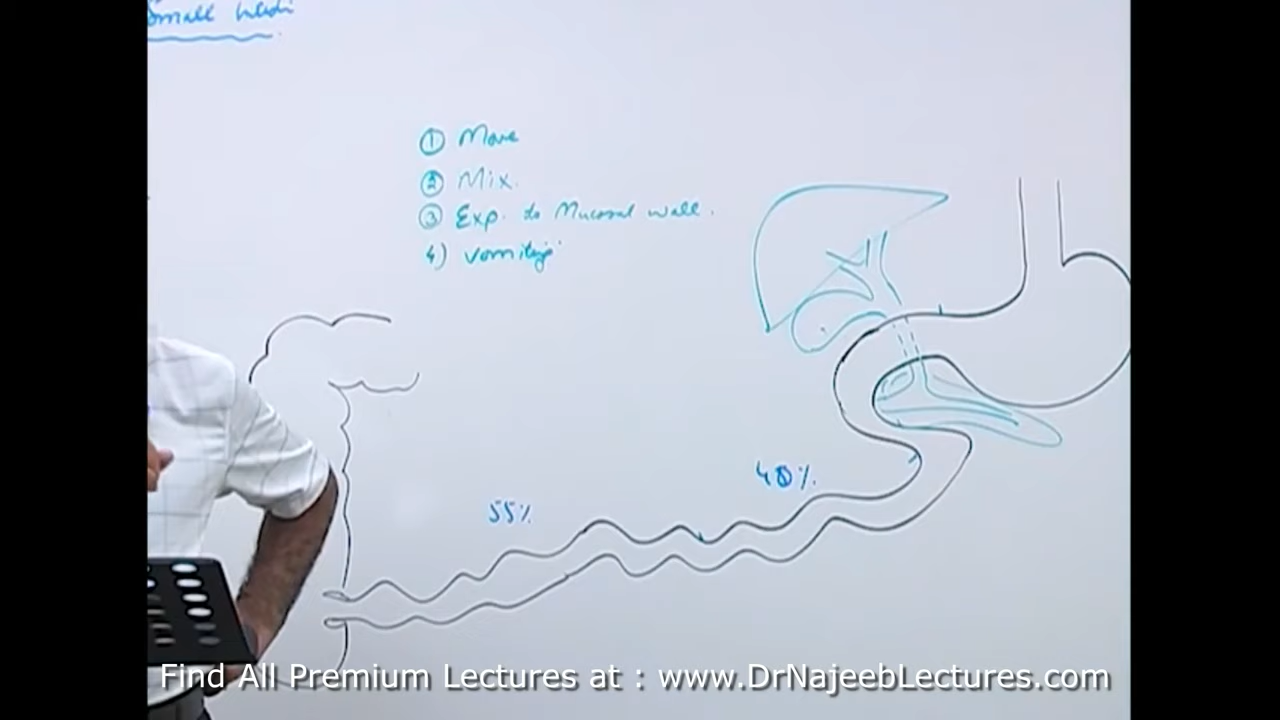 Small
① Move
② Mix.
③ Exp. to Mucosal wall.
4) vomiting
40%
55%
Find All Premium Lectures at : www.DrNajeebLectures.com